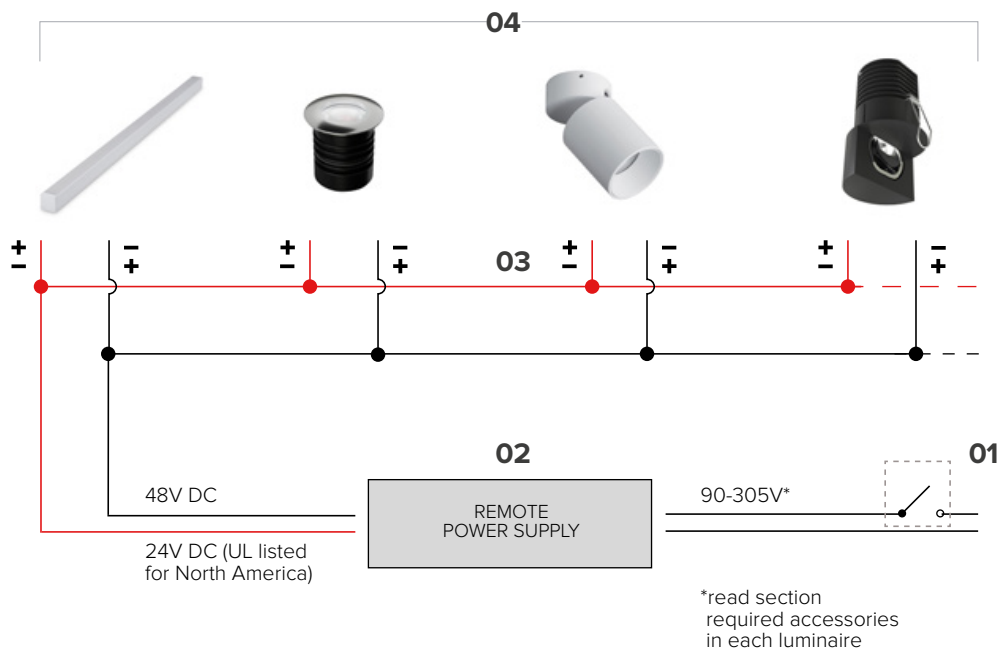 04
+ − + − + − + −
− + − + − + − +
03
02
01
48V DC
90-305V*
REMOTE
POWER SUPPLY
24V DC (UL listed
for North America)
*read section
required accessories
in each luminaire